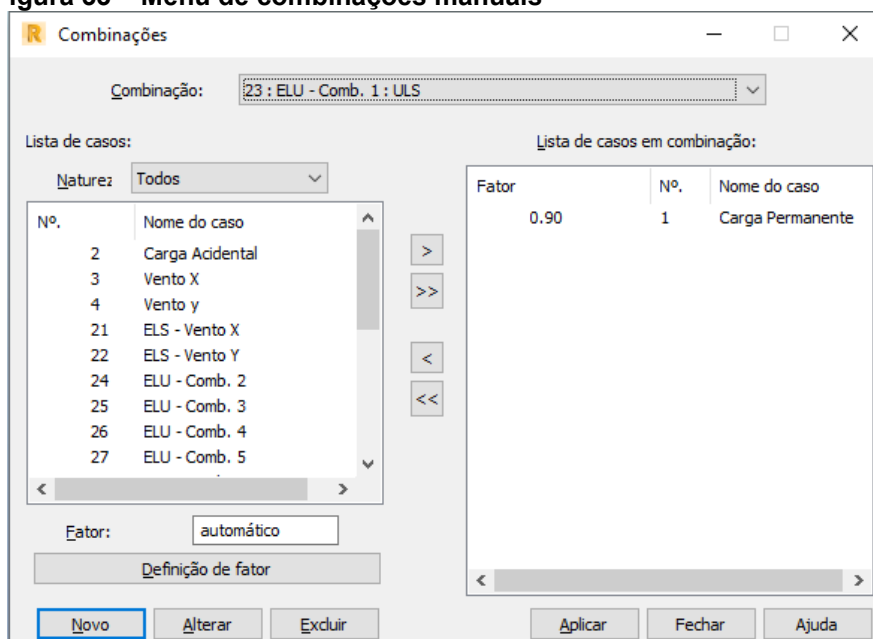 igura 55 – Menu de combinações manuais
R Combinações
Combinação: 23 : ELU - Comb. 1 : ULS
Lista de casos:
Naturez Todos
Nº. Nome do caso
2 Carga Acidental
3 Vento X
4 Vento y
21 ELS - Vento X
22 ELS - Vento Y
24 ELU - Comb. 2
25 ELU - Comb. 3
26 ELU - Comb. 4
27 ELU - Comb. 5
Fator: automático
Definição de fator
Novo Alterar Excluir
>
>>
<
<<
Lista de casos em combinação:
Fator Nº. Nome do caso
0.90 1 Carga Permanente
Aplicar Fechar Ajuda